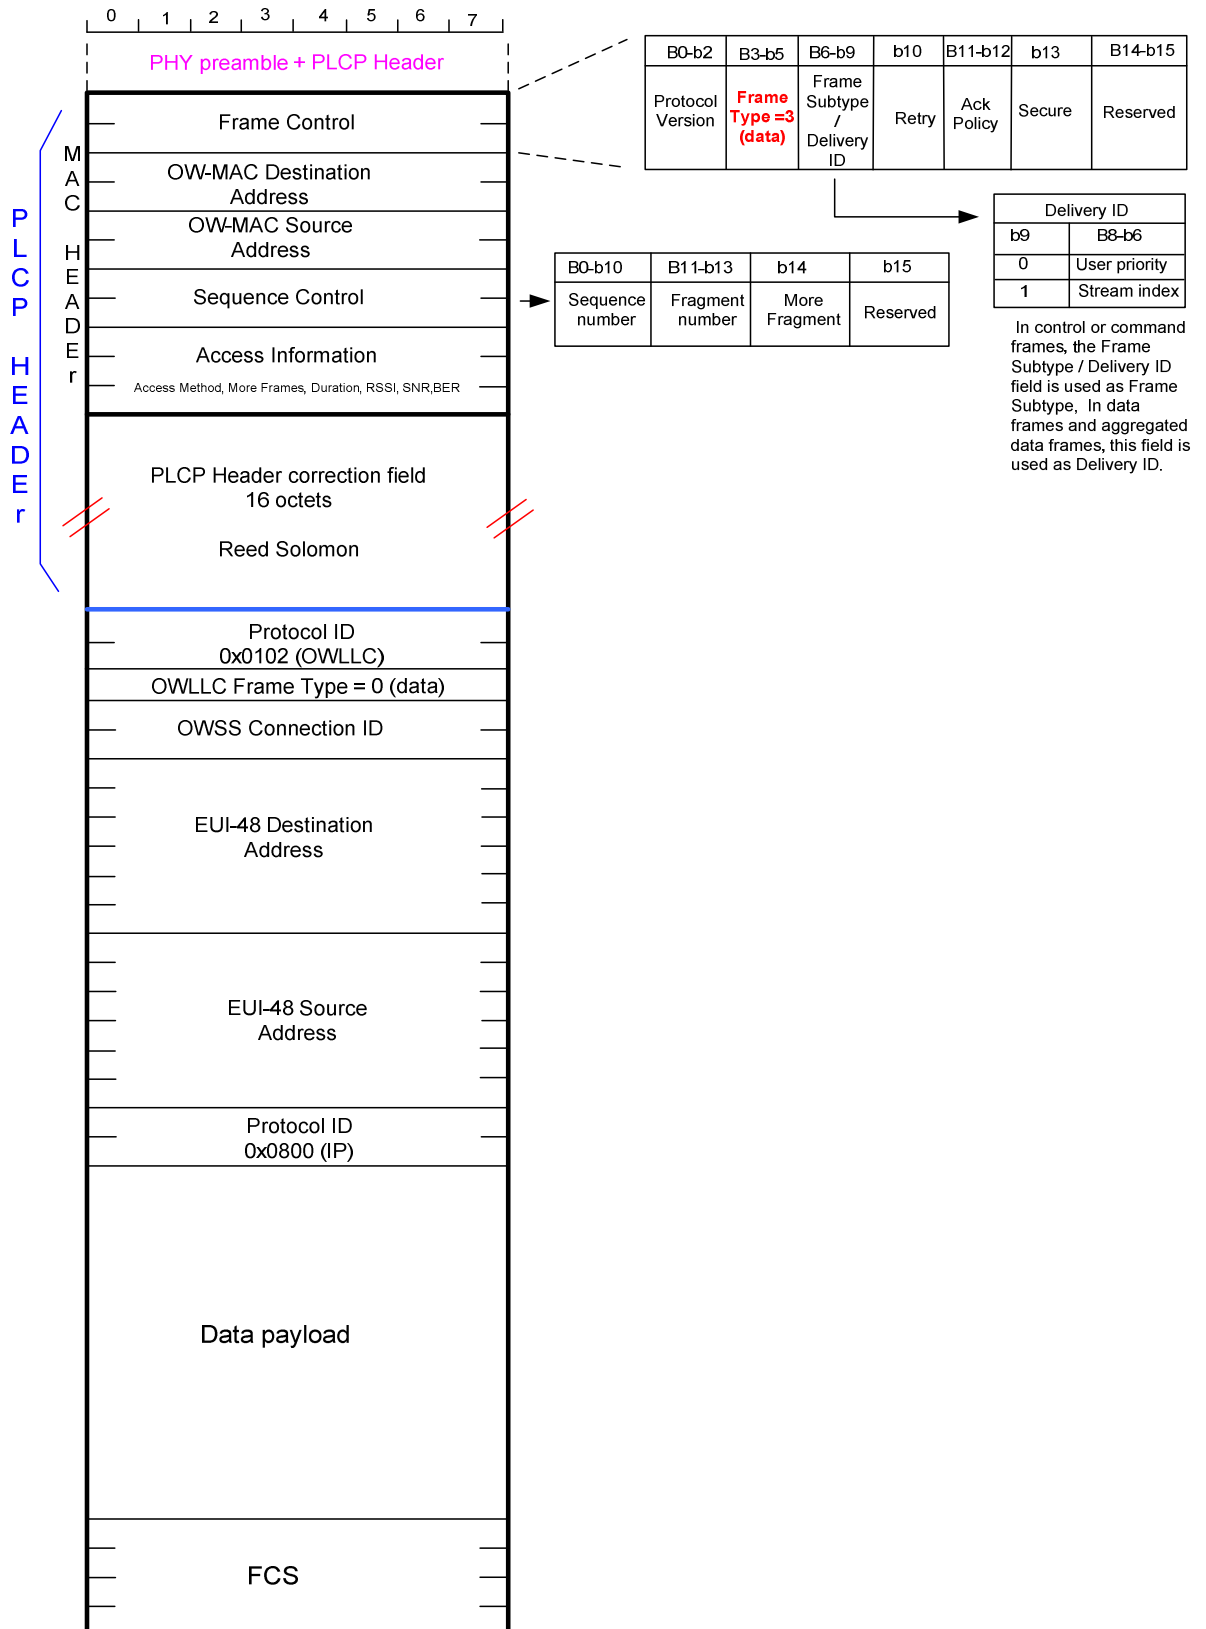 0 1 2 3 4 5 6 7
PHY preamble + PLCP Header
PLCP HEADEr
MAC HEADEr
Frame Control
OW-MAC Destination
Address
OW-MAC Source
Address
Sequence Control
Access Information
Access Method, More Frames, Duration, RSSI, SNR,BER
PLCP Header correction field
16 octets
Reed Solomon
Protocol ID
0x0102 (OWLLC)
OWLLC Frame Type = 0 (data)
OWSS Connection ID
EUI-48 Destination
Address
EUI-48 Source
Address
Protocol ID
0x0800 (IP)
Data payload
FCS
B0-b2
B3-b5
B6-b9
b10
B11-b12
b13
B14-b15
Protocol
Version
Frame
Type =3
(data)
Frame
Subtype
/
Delivery
ID
Retry
Ack
Policy
Secure
Reserved
Delivery ID
b9
B8-b6
0
User priority
1
Stream index
In control or command
frames, the Frame
Subtype / Delivery ID
field is used as Frame
Subtype, In data
frames and aggregated
data frames, this field is
used as Delivery ID.
B0-b10
B11-b13
b14
b15
Sequence
number
Fragment
number
More
Fragment
Reserved